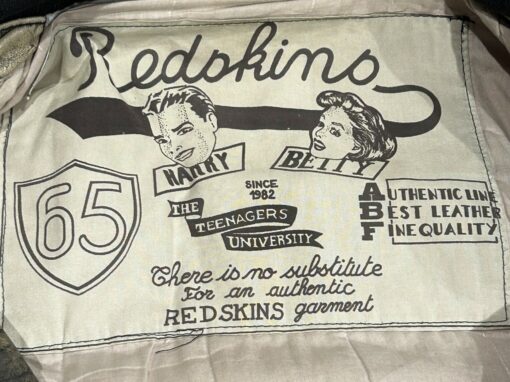 Redskins
HARRY
BETTY
65
SINCE
1982
THE
TEENAGERS
UNIVERSITY
AUTHENTIC LINE
BEST LEATHER
FINE QUALITY
There is no substitute
For an authentic
REDSKINS garment